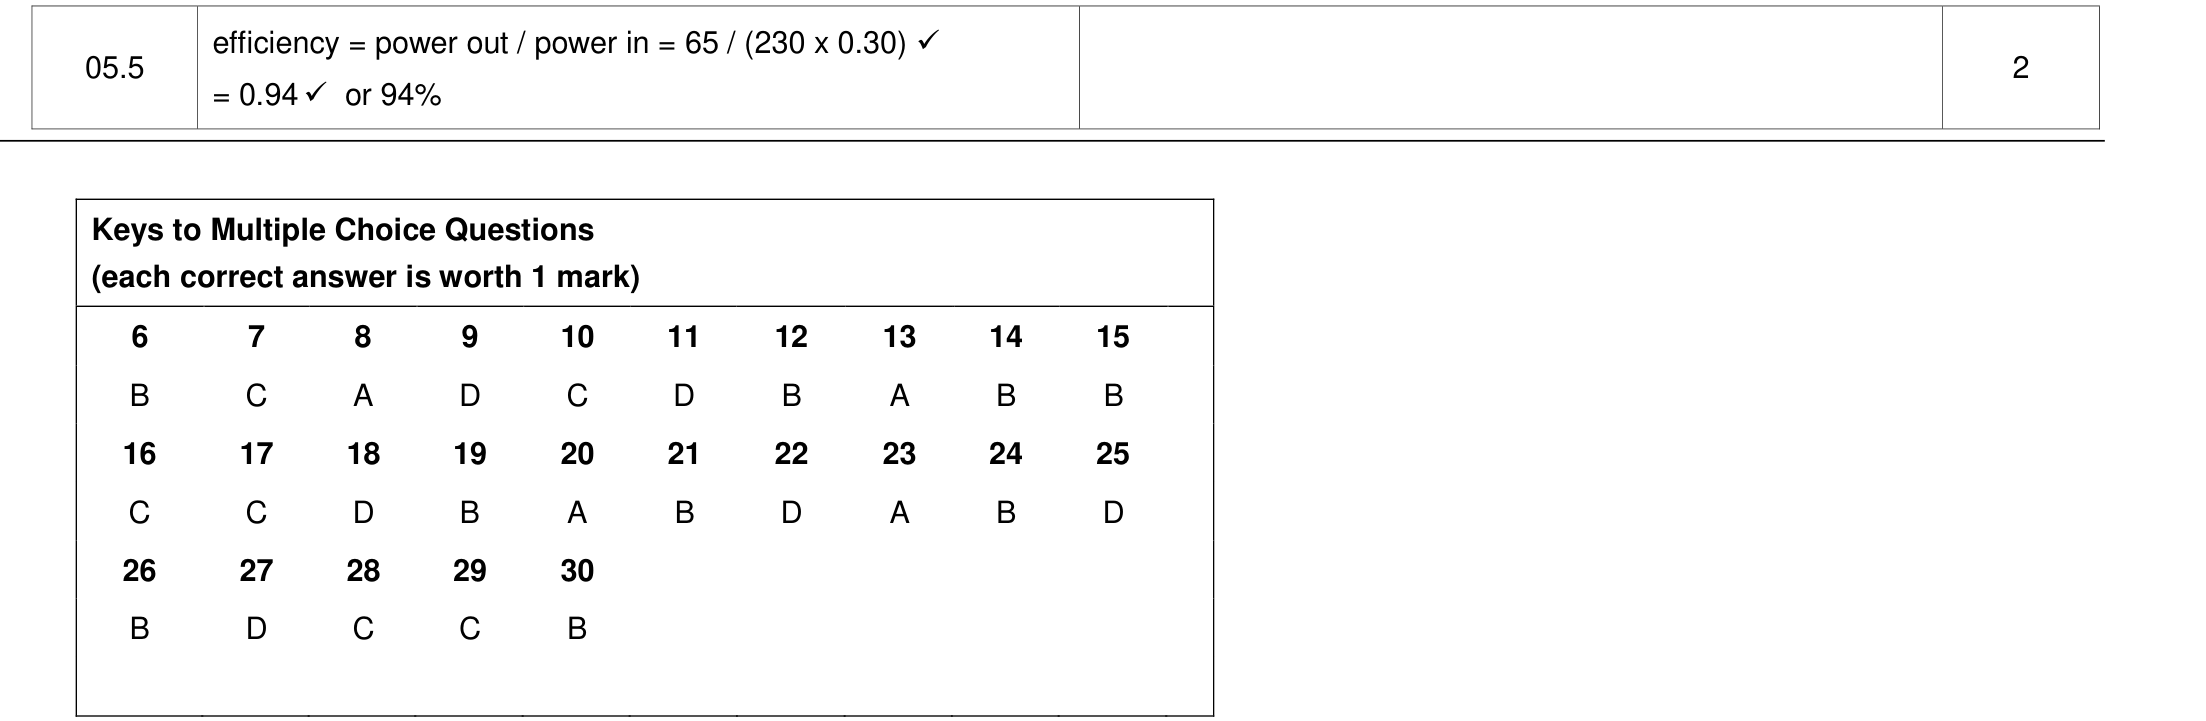 05.5
efficiency = power out / power in = 65 / (230 x 0.30) ✓
= 0.94 ✓ or 94%
2
Keys to Multiple Choice Questions
(each correct answer is worth 1 mark)
6 7 8 9 10 11 12 13 14 15
B C A D C D B A B B
16 17 18 19 20 21 22 23 24 25
C C D B A B D A B D
26 27 28 29 30
B D C C B